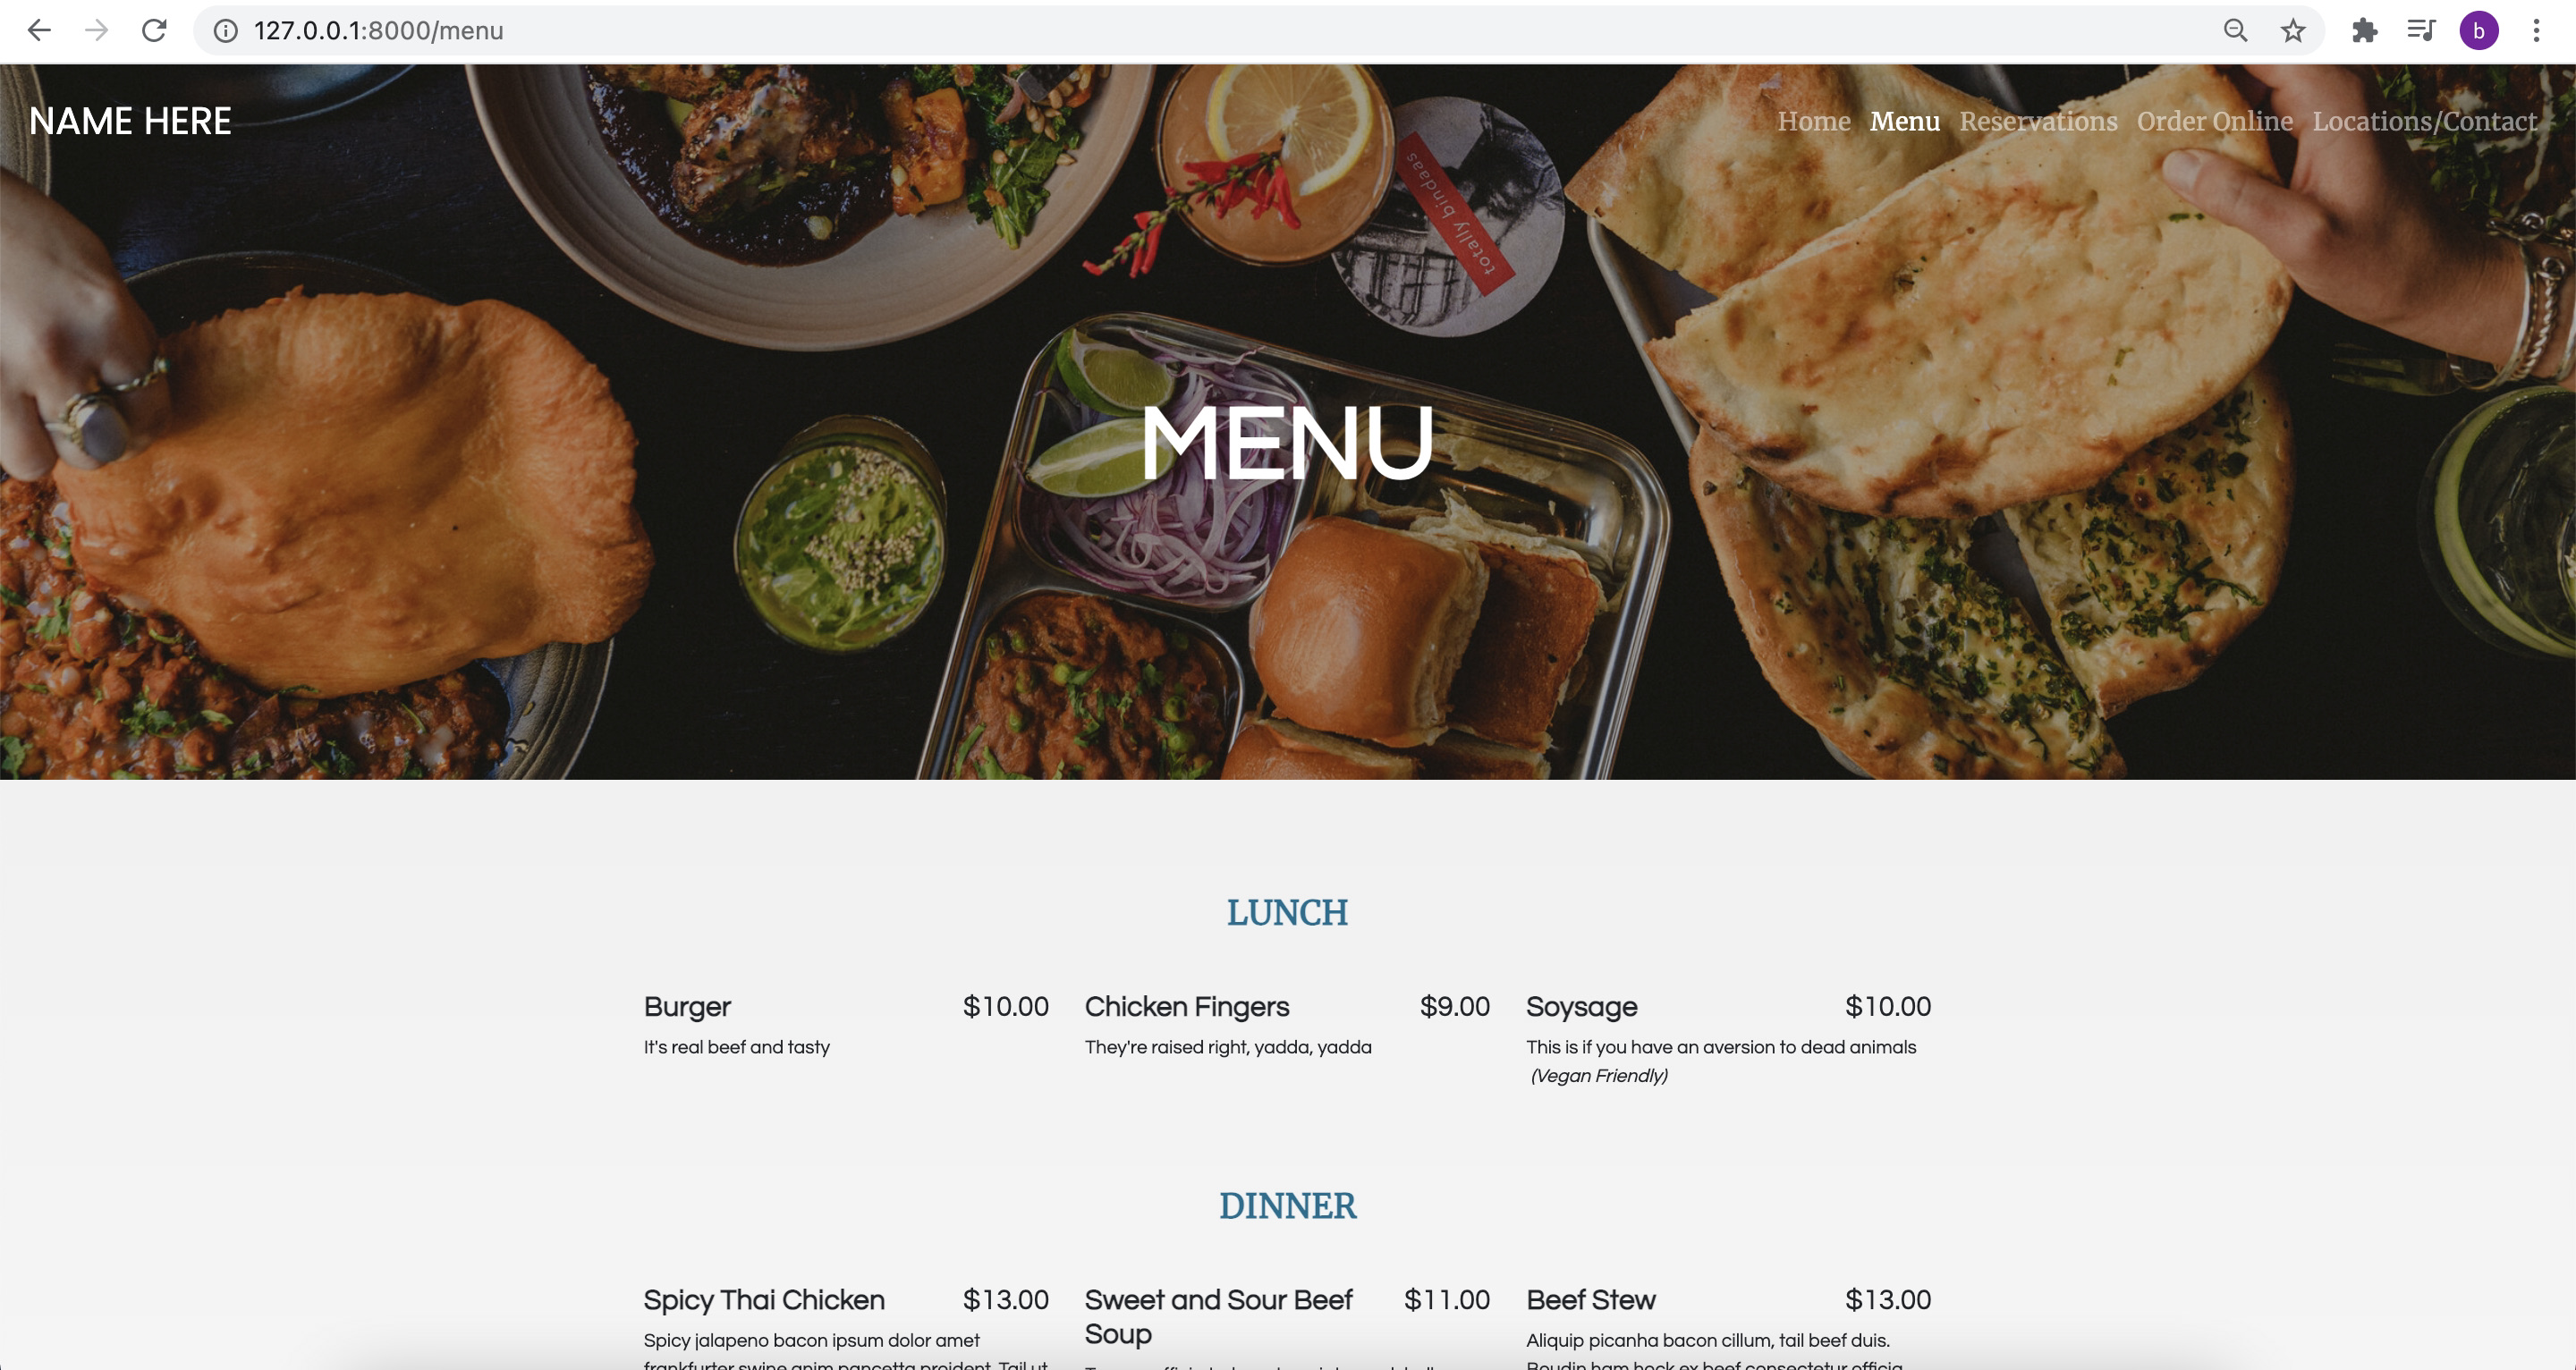 127.0.0.1:8000/menu
b
NAME HERE
Home Menu Reservations Order Online Locations/Contact
totally bindaas
MENU
LUNCH
Burger $10.00
It's real beef and tasty
Chicken Fingers $9.00
They're raised right, yadda, yadda
Soysage $10.00
This is if you have an aversion to dead animals
(Vegan Friendly)
DINNER
Spicy Thai Chicken $13.00
Spicy jalapeno bacon ipsum dolor amet
frankfurter swine anim pancetta proident. Tail ut
Sweet and Sour Beef $11.00
Soup
Beef Stew $13.00
Aliquip picanha bacon cillum, tail beef duis.
Boudin ham hock ex beef consectetur officia